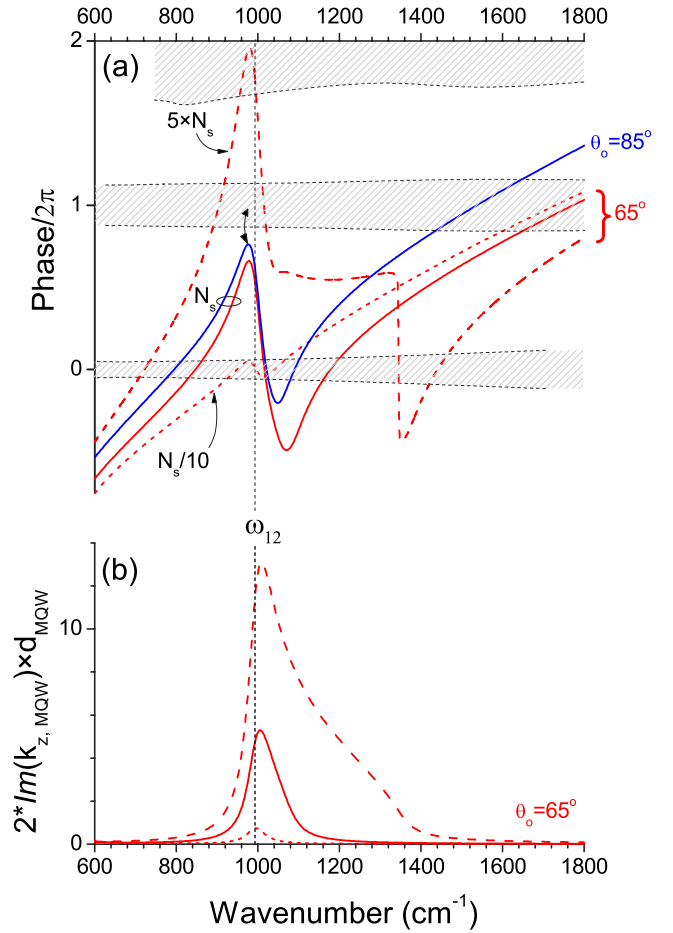 600 800 1000 1200 1400 1600 1800
2
(a)
5×Nₛ
θₒ=85°
1
65°
Nₛ
0
Nₛ/10
Phase/2π
ω₁₂
(b)
10
θₒ=65°
0
2*Im(k_z, MQW)×d_MQW
600 800 1000 1200 1400 1600 1800
Wavenumber (cm⁻¹)